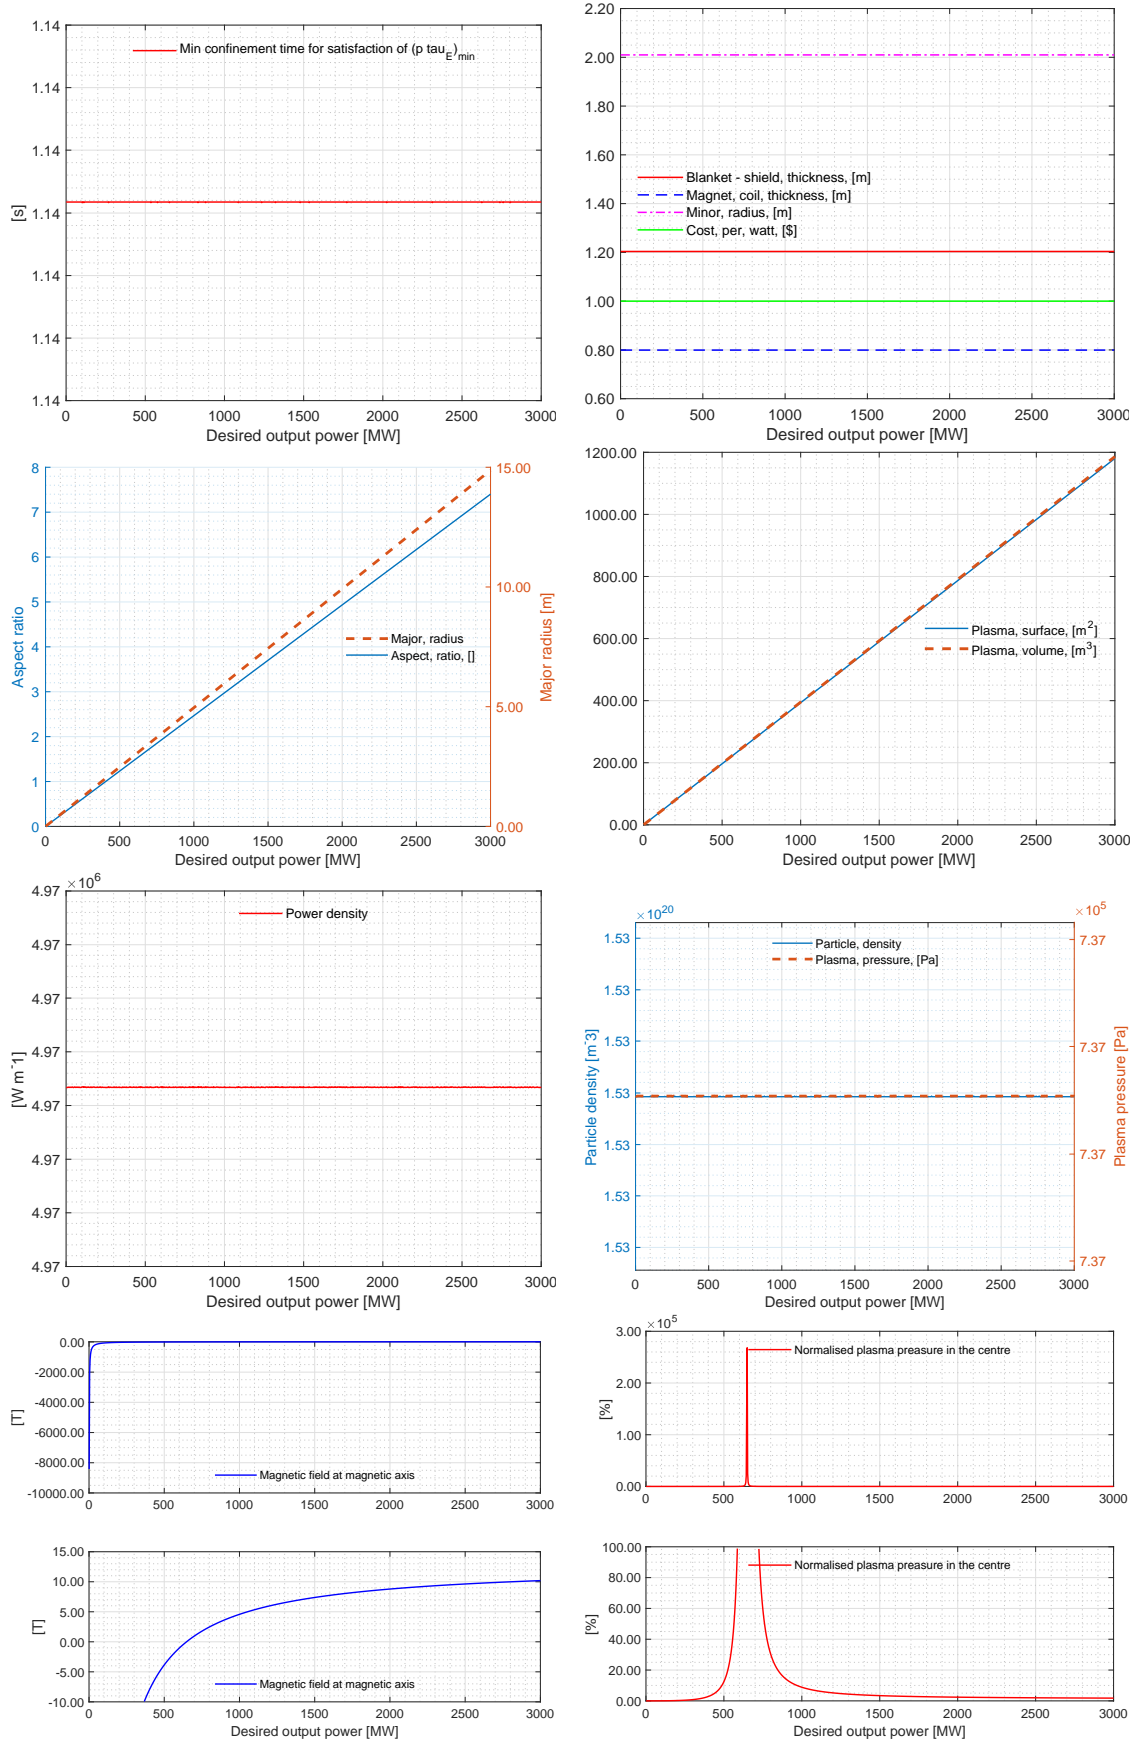 1.14
1.14
1.14
1.14
1.14
1.14
1.14
[s]
Min confinement time for satisfaction of (p tau_E)_min
0 500 1000 1500 2000 2500 3000
Desired output power [MW]
2.20
2.00
1.80
1.60
1.40
1.20
1.00
0.80
0.60
Blanket - shield, thickness, [m]
Magnet, coil, thickness, [m]
Minor, radius, [m]
Cost, per, watt, [$]
500 1000 1500 2000 2500 3000
Desired output power [MW]
8
7
6
5
4
3
2
1
0
Aspect ratio
15.00
10.00
5.00
0.00
Major radius [m]
Major, radius
Aspect, ratio, []
0 500 1000 1500 2000 2500 3000
Desired output power [MW]
1200.00
1000.00
800.00
600.00
400.00
200.00
0.00
Plasma, surface, [m²]
Plasma, volume, [m³]
0 500 1000 1500 2000 2500 3000
Desired output power [MW]
×10⁶
4.97
4.97
4.97
4.97
4.97
4.97
4.97
4.97
[W m⁻1]
Power density
0 500 1000 1500 2000 2500 3000
Desired output power [MW]
×10²⁰
1.53
1.53
1.53
1.53
1.53
1.53
1.53
Particle density [m⁻3]
×10⁵
7.37
7.37
7.37
7.37
Plasma pressure [Pa]
Particle, density
Plasma, pressure, [Pa]
0 500 1000 1500 2000 2500 3000
Desired output power [MW]
0.00
-2000.00
-4000.00
-6000.00
-8000.00
-10000.00
[T]
Magnetic field at magnetic axis
0 500 1000 1500 2000 2500 3000
×10⁵
3.00
2.00
1.00
0.00
[%]
Normalised plasma preasure in the centre
0 500 1000 1500 2000 2500 3000
15.00
10.00
5.00
0.00
-5.00
-10.00
[T]
Magnetic field at magnetic axis
0 500 1000 1500 2000 2500 3000
Desired output power [MW]
100.00
80.00
60.00
40.00
20.00
0.00
[%]
Normalised plasma preasure in the centre
0 500 1000 1500 2000 2500 3000
Desired output power [MW]